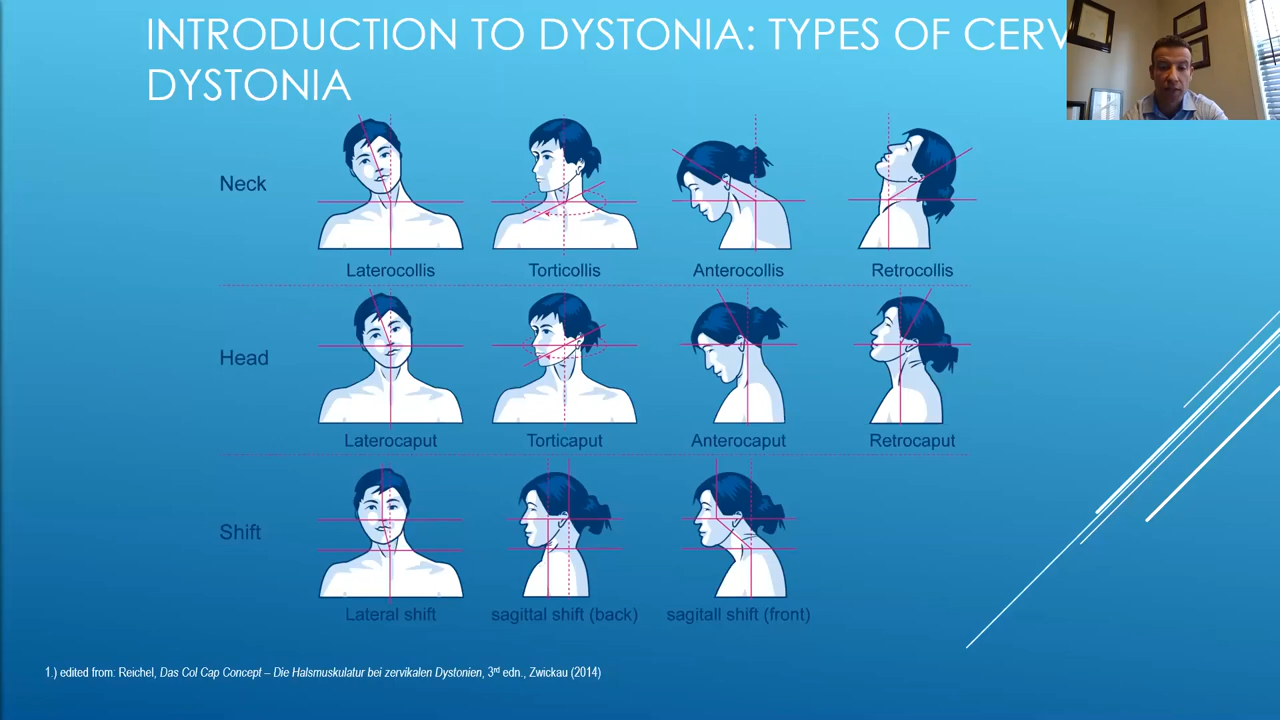 INTRODUCTION TO DYSTONIA: TYPES OF CERV
DYSTONIA
Neck
Laterocollis Torticollis Anterocollis Retrocollis
Head
Laterocaput Torticaput Anterocaput Retrocaput
Shift
Lateral shift sagittal shift (back) sagitall shift (front)
1.) edited from: Reichel, Das Col Cap Concept – Die Halsmuskulatur bei zervikalen Dystonien, 3rd edn., Zwickau (2014)